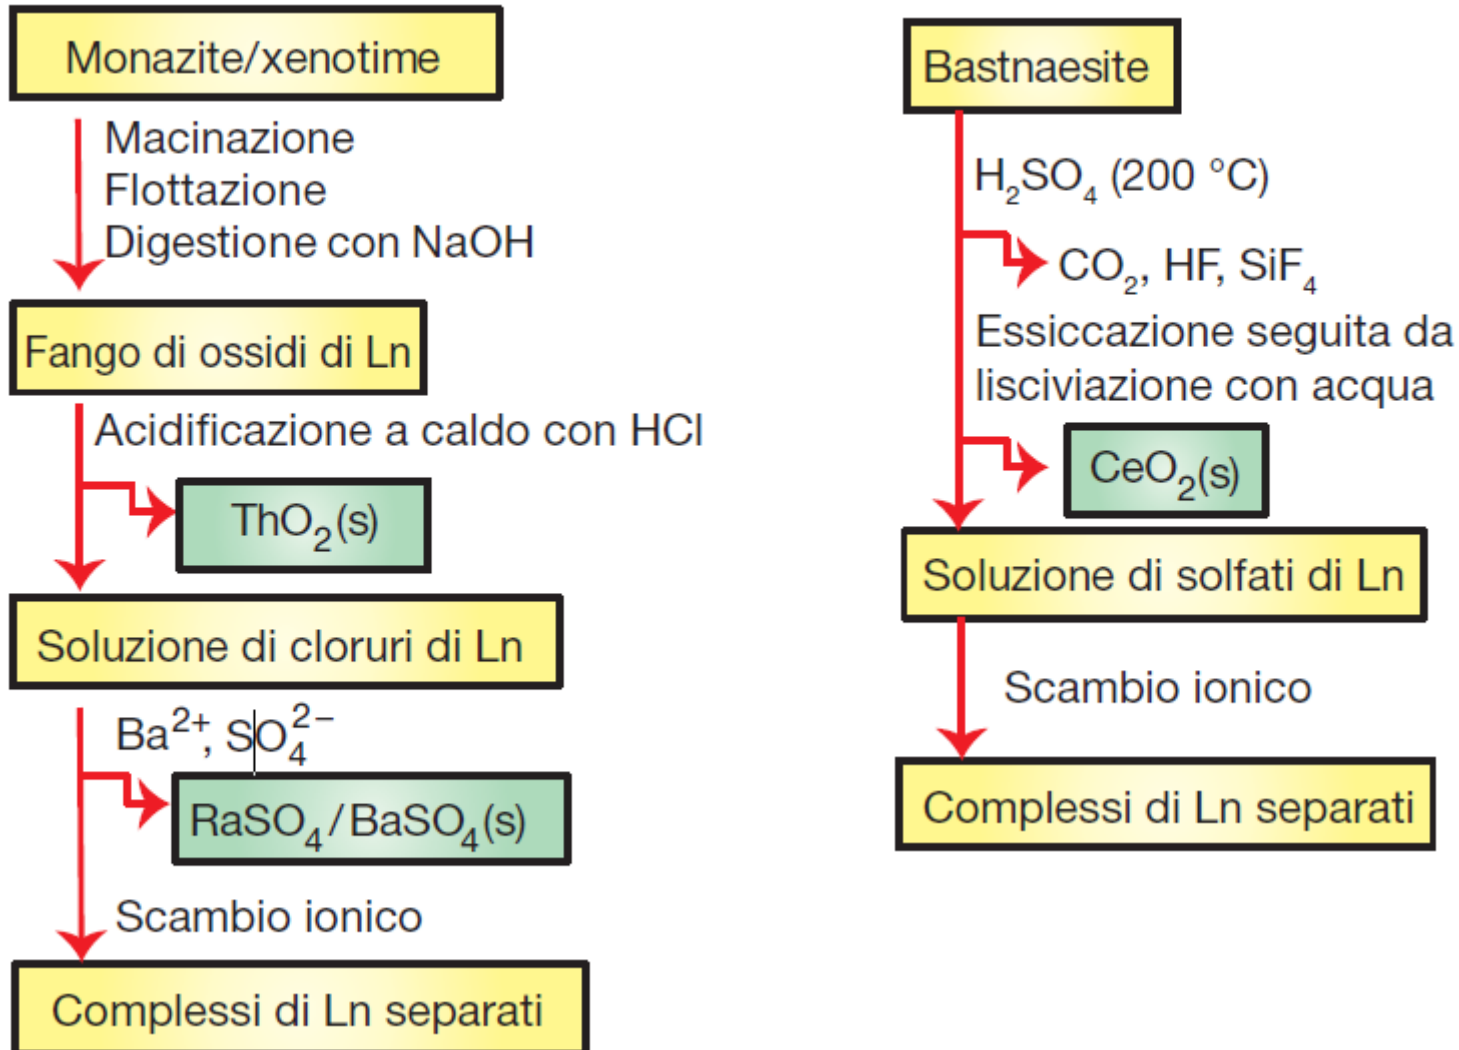 Monazite/xenotime
Macinazione
Flottazione
Digestione con NaOH
Fango di ossidi di Ln
Acidificazione a caldo con HCl
ThO₂(s)
Soluzione di cloruri di Ln
Ba²⁺, SO₄²⁻
RaSO₄/BaSO₄(s)
Scambio ionico
Complessi di Ln separati
Bastnaesite
H₂SO₄ (200 °C)
CO₂, HF, SiF₄
Essiccazione seguita da
lisciviazione con acqua
CeO₂(s)
Soluzione di solfati di Ln
Scambio ionico
Complessi di Ln separati